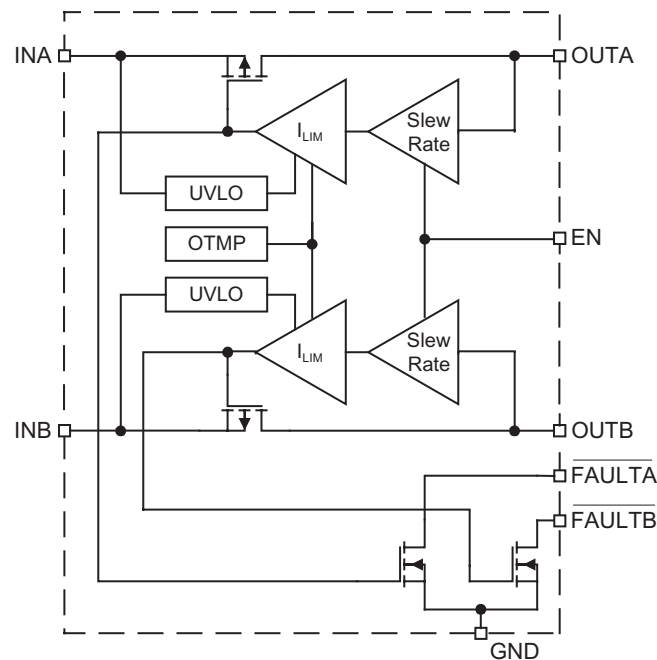 INA
OUTA
Slew
Rate
ILIM
UVLO
OTMP
EN
UVLO
ILIM
Slew
Rate
INB
OUTB
FAULTA
FAULTB
GND